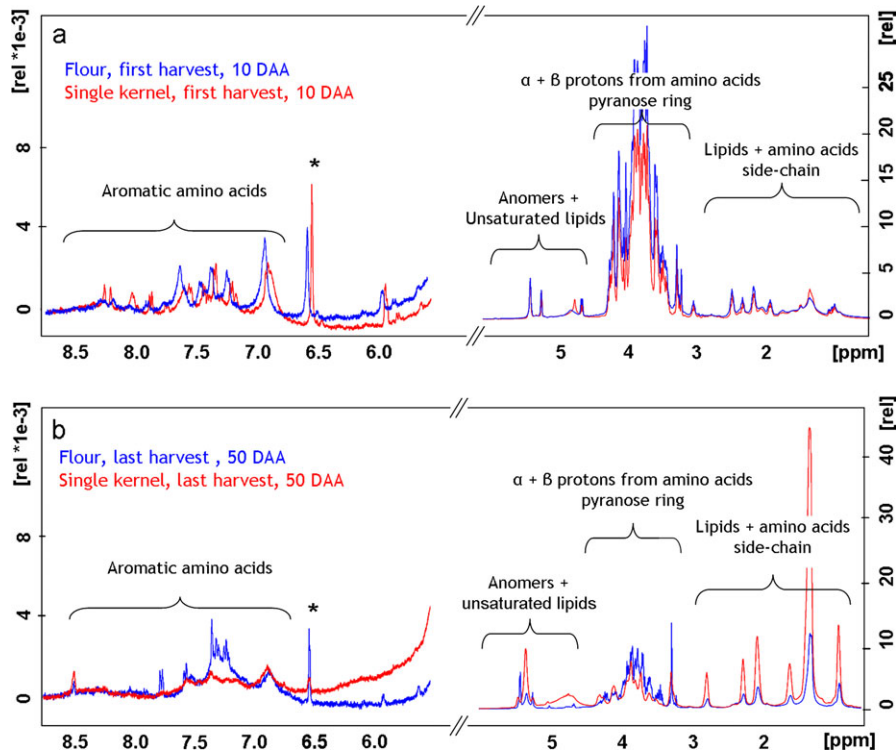 a
[rel *1e-3]
[rel]
Flour, first harvest, 10 DAA
Single kernel, first harvest, 10 DAA
α + β protons from amino acids
pyranose ring
Lipids + amino acids
side-chain
*
Aromatic amino acids
Anomers +
Unsaturated lipids
8
4
0
25
20
15
10
5
0
8.5 8.0 7.5 7.0 6.5 6.0 5 4 3 2 [ppm]
b
[rel *1e-3]
[rel]
Flour, last harvest , 50 DAA
Single kernel, last harvest, 50 DAA
α + β protons from amino acids
pyranose ring
Lipids + amino acids
side-chain
*
Aromatic amino acids
Anomers +
unsaturated lipids
8
4
0
40
30
20
10
0
8.5 8.0 7.5 7.0 6.5 6.0 5 4 3 2 [ppm]